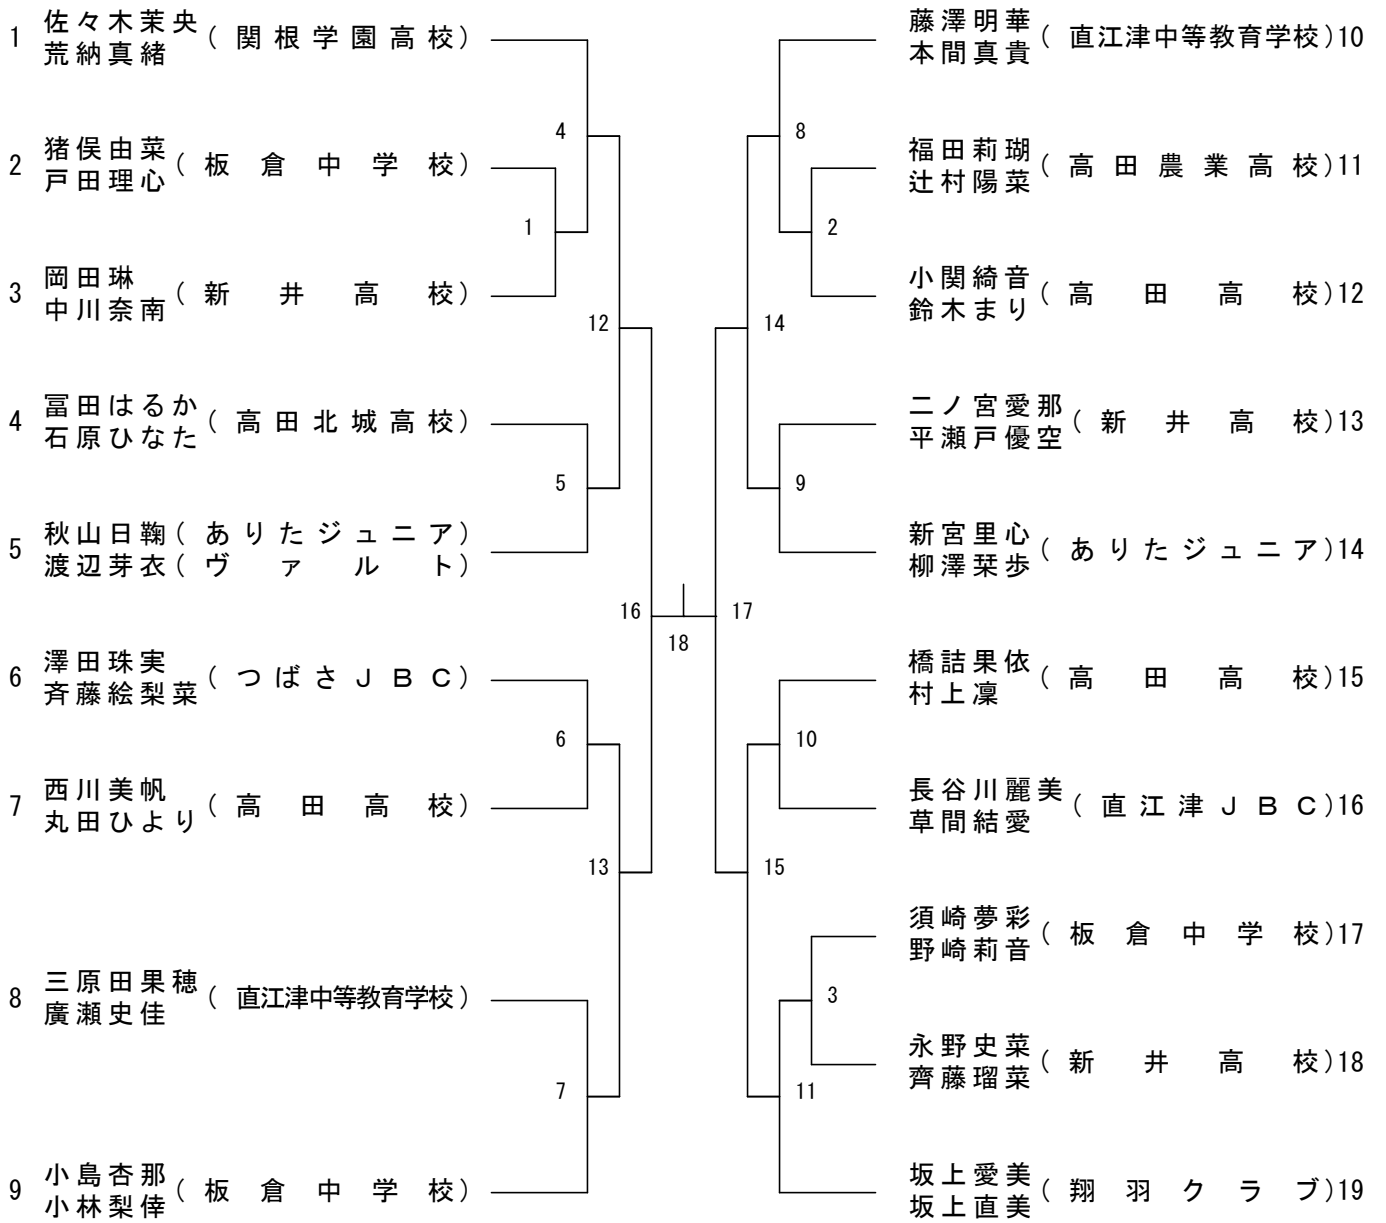 1 佐々木茉央 (関根学園高校)
荒納真緒
2 猪俣由菜 (板倉中学校)
戸田理心
1
3 岡田琳 (新井高校)
中川奈南
4
12
4 冨田はるか (高田北城高校)
石原ひなた
5
5 秋山日鞠 (ありたジュニア)
渡辺芽衣 (ヴァルト)
16
6 澤田珠実 (つばさJBC)
斉藤絵梨菜
6
7 西川美帆 (高田高校)
丸田ひより
13
8 三原田果穂 (直江津中等教育学校)
廣瀬史佳
7
9 小島杏那 (板倉中学校)
小林梨倖
18
藤澤明華 (直江津中等教育学校)10
本間真貴
8
福田莉瑚 (高田農業高校)11
辻村陽菜
2
小関綺音 (高田高校)12
鈴木まり
14
二ノ宮愛那 (新井高校)13
平瀬戸優空
9
新宮里心 (ありたジュニア)14
柳澤栞歩
17
橋詰果依 (高田高校)15
村上凜
10
長谷川麗美 (直江津JBC)16
草間結愛
15
須崎夢彩 (板倉中学校)17
野崎莉音
3
永野史菜 (新井高校)18
齊藤瑠菜
11
坂上愛美 (翔羽クラブ)19
坂上直美